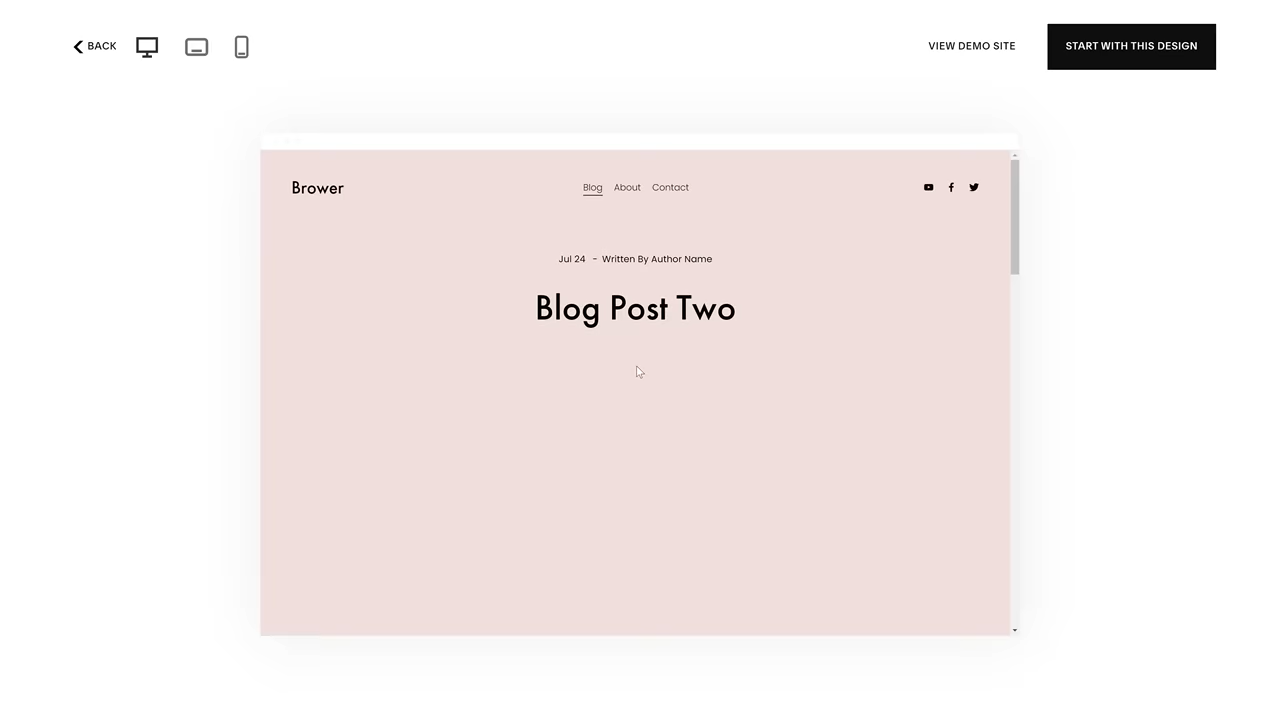 BACK
VIEW DEMO SITE
START WITH THIS DESIGN
Brower
Blog About Contact
Jul 24 - Written By Author Name
Blog Post Two